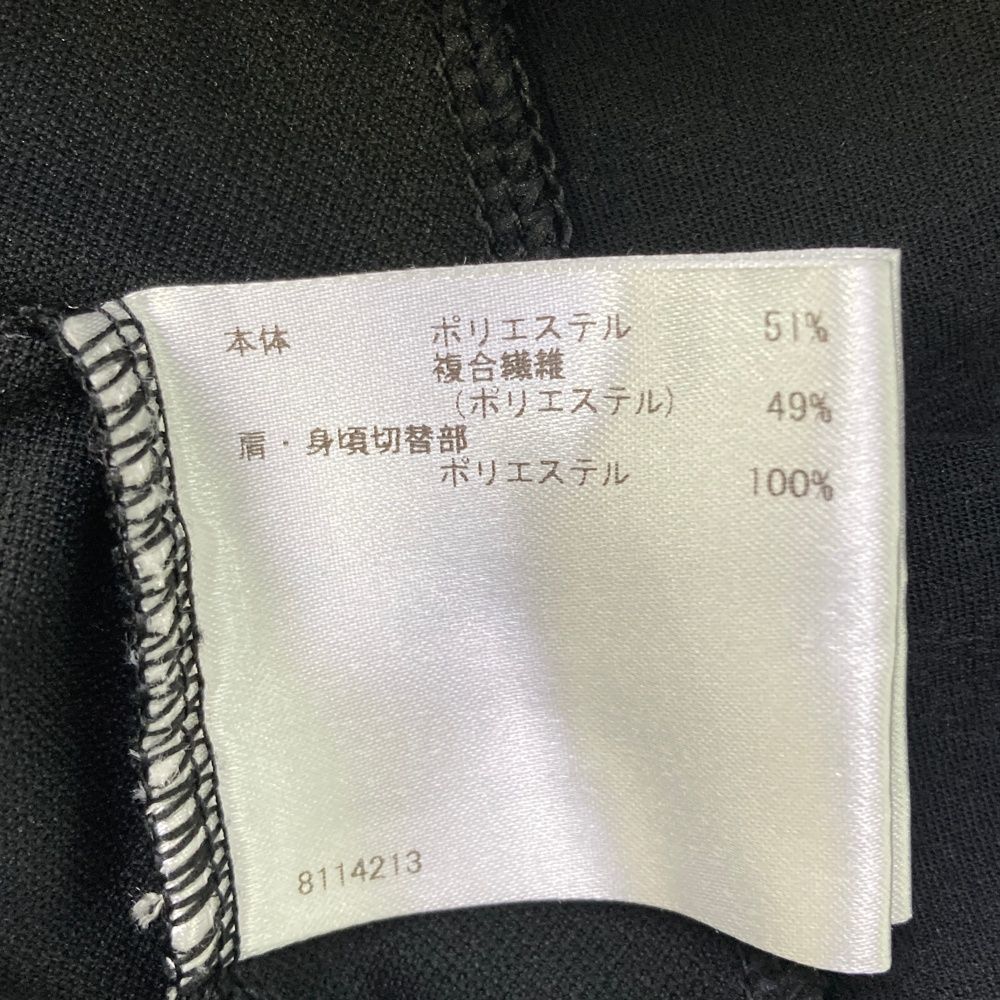 本体 ポリエステル 51%
複合繊維
(ポリエステル) 49%
肩・身頃切替部
ポリエステル 100%
8114213